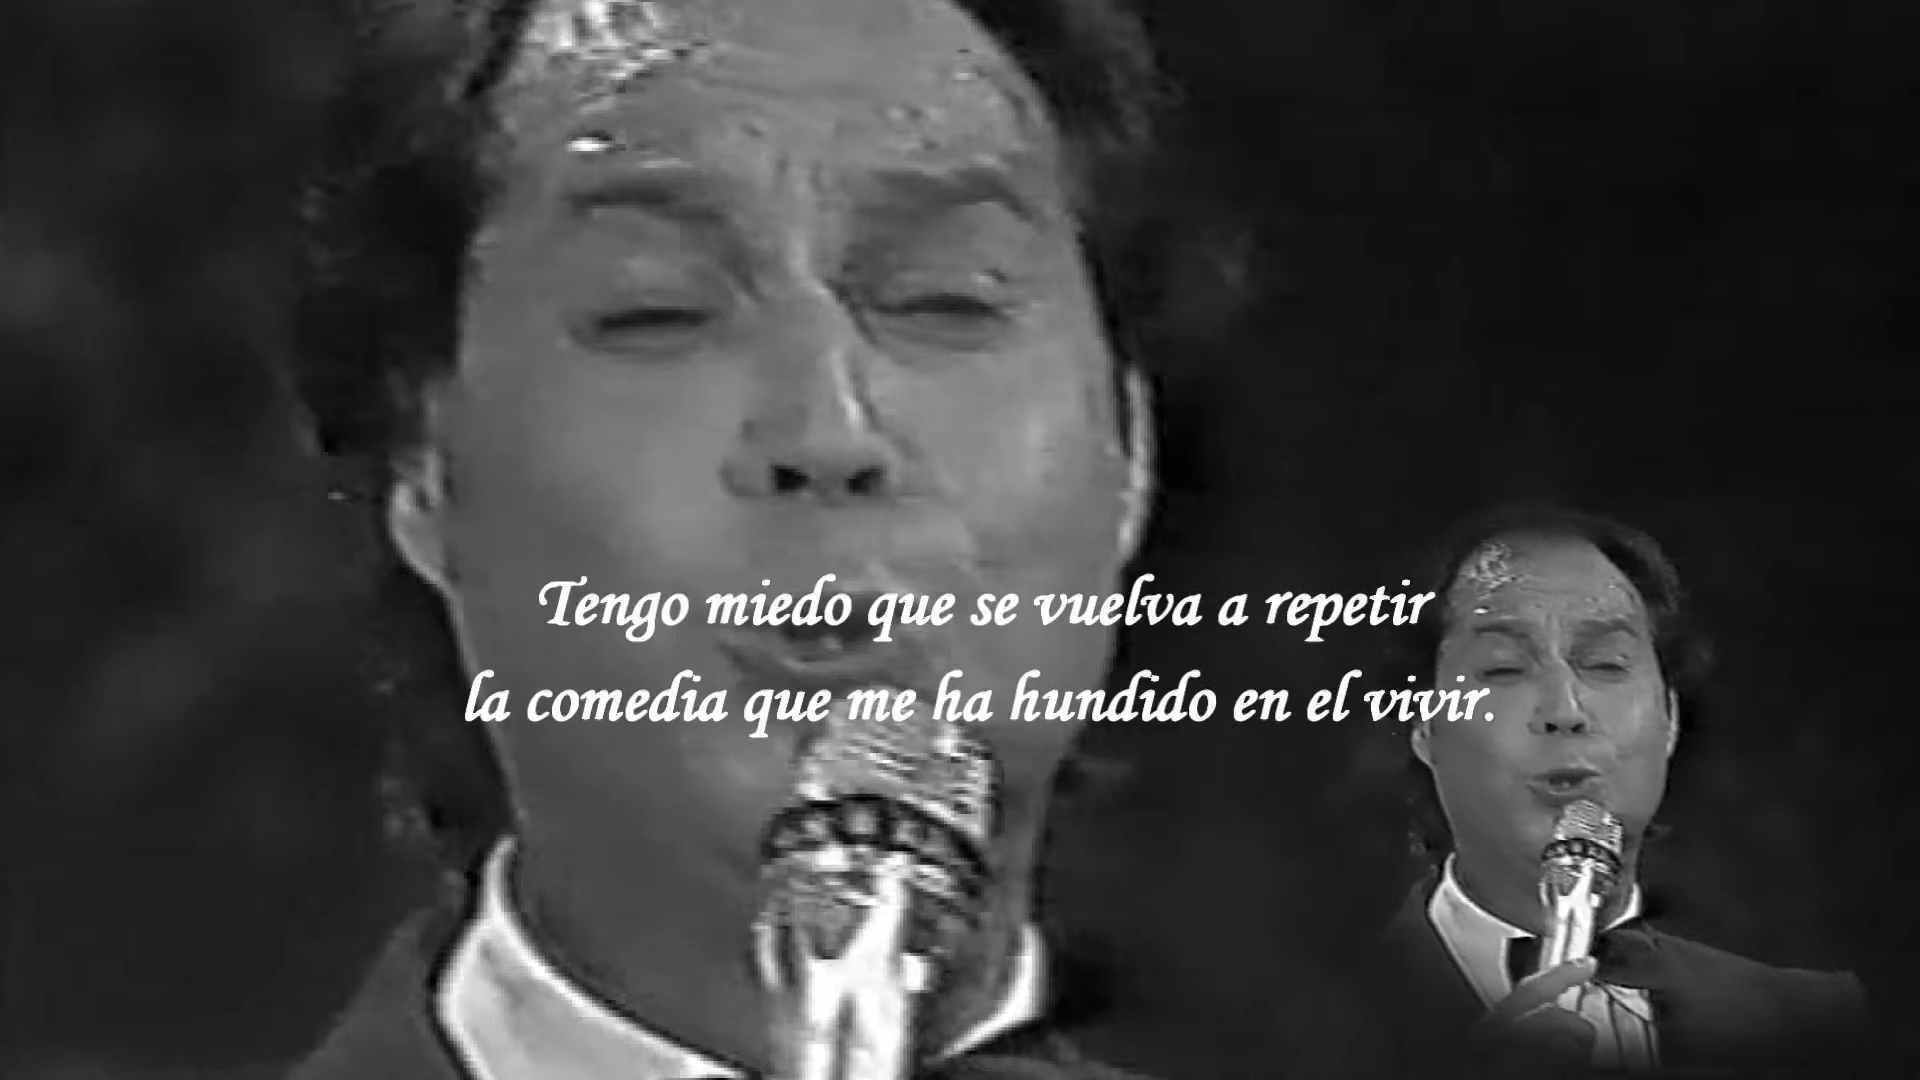 Tengo miedo que se vuelva a repetir
la comedia que me ha hundido en el vivir.